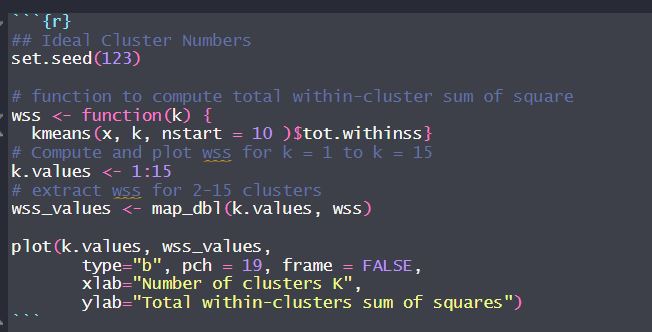 ```{r}
## Ideal Cluster Numbers
set.seed(123)
# function to compute total within-cluster sum of square
wss <- function(k) {
  kmeans(x, k, nstart = 10 )$tot.withinss}
# Compute and plot wss for k = 1 to k = 15
k.values <- 1:15
# extract wss for 2-15 clusters
wss_values <- map_dbl(k.values, wss)
plot(k.values, wss_values,
       type="b", pch = 19, frame = FALSE,
       xlab="Number of clusters K",
       ylab="Total within-clusters sum of squares")
```